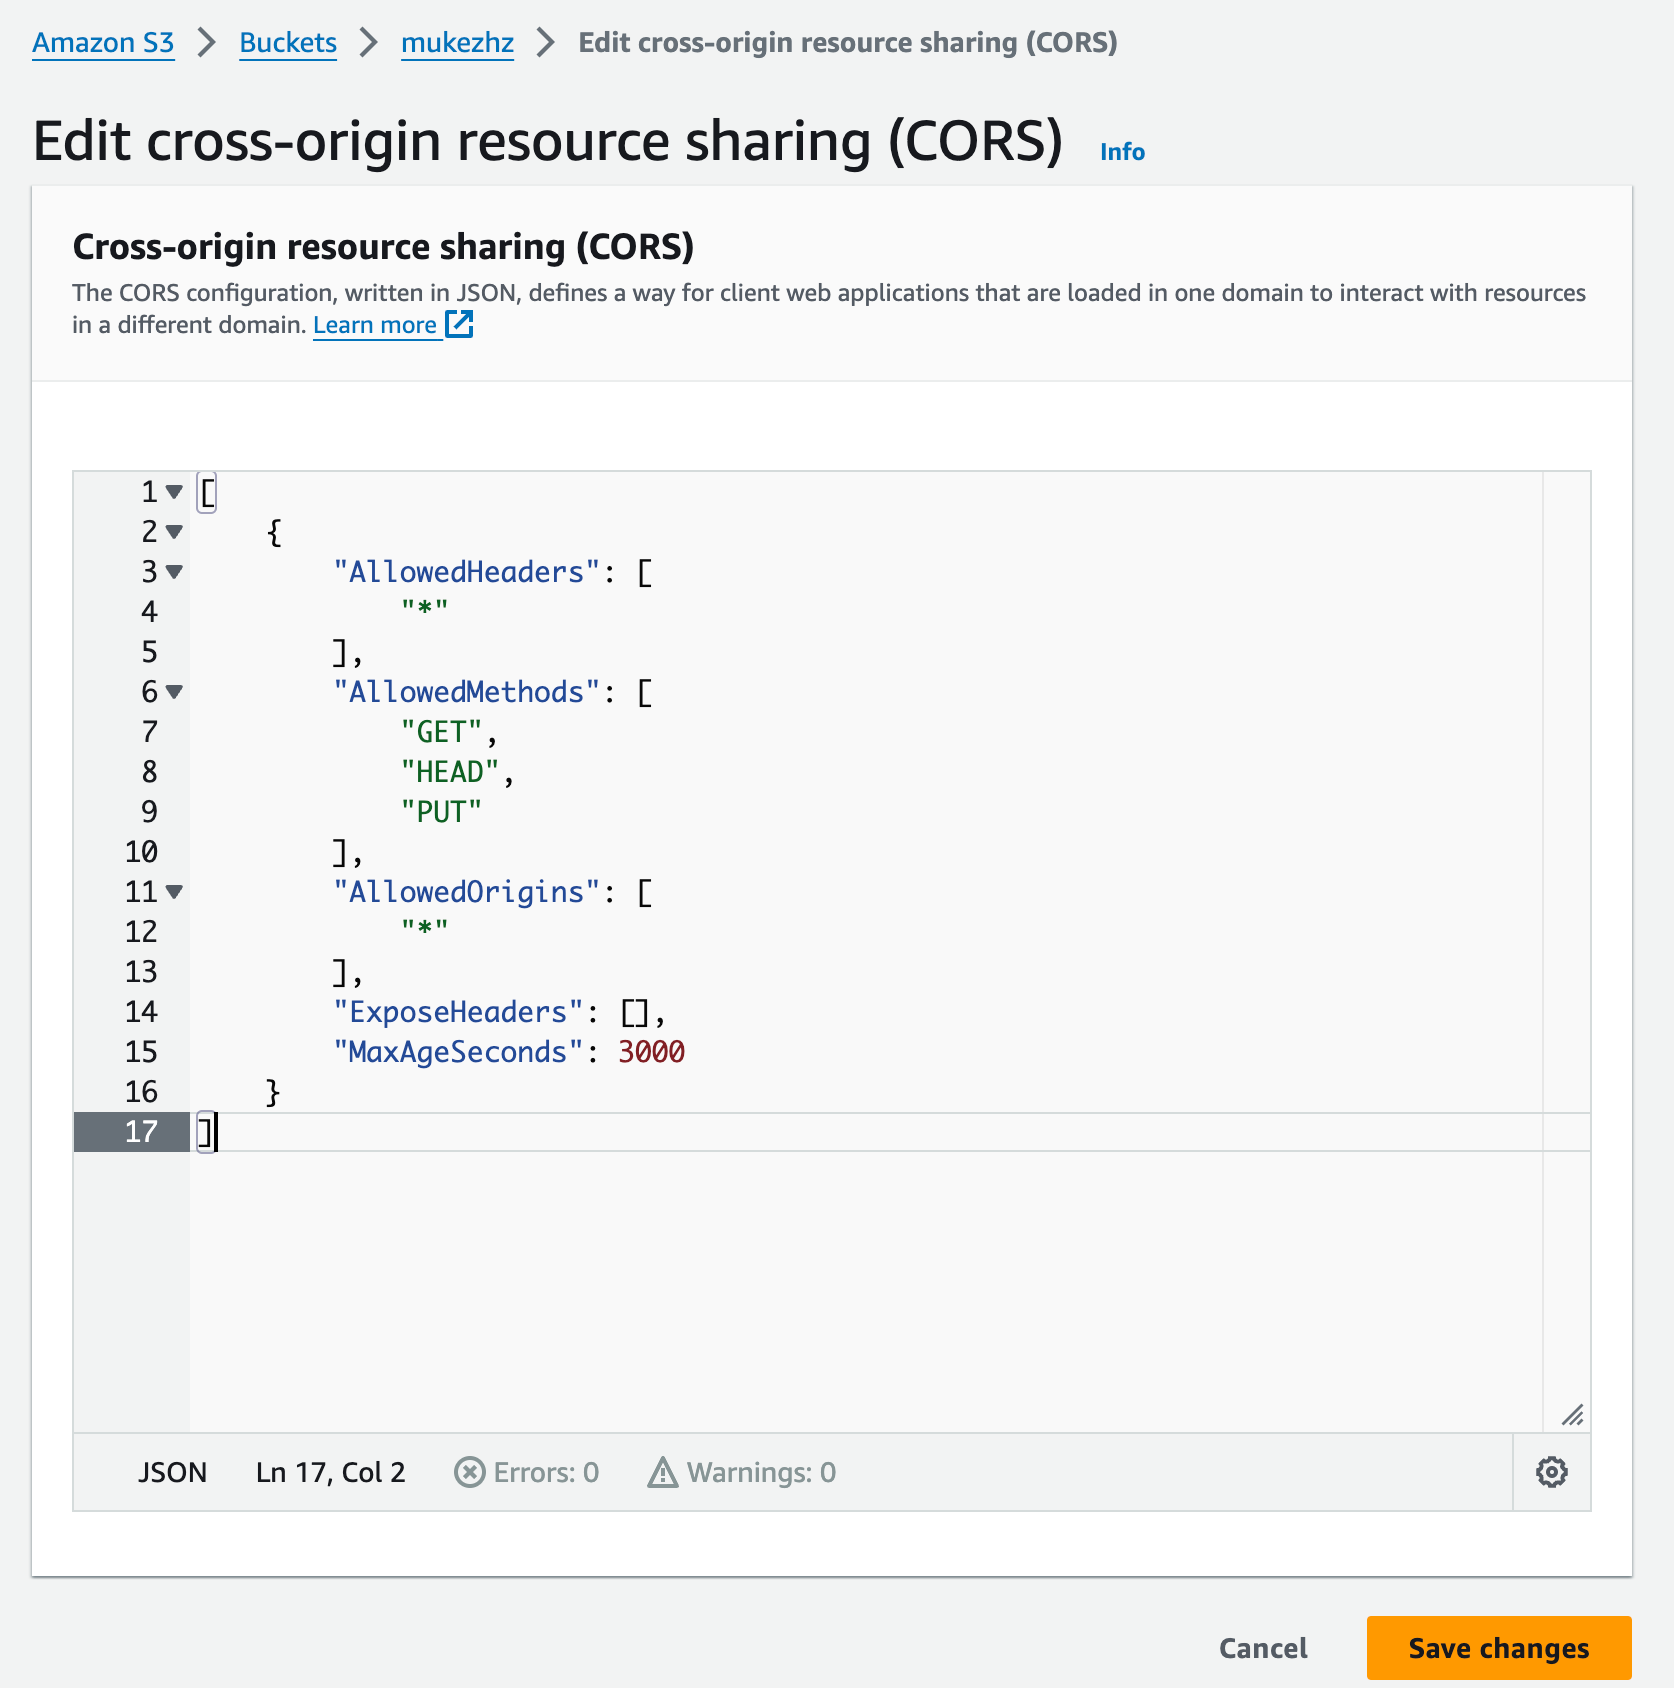 Amazon S3 > Buckets > mukezhz > Edit cross-origin resource sharing (CORS)
Edit cross-origin resource sharing (CORS) Info
Cross-origin resource sharing (CORS)
The CORS configuration, written in JSON, defines a way for client web applications that are loaded in one domain to interact with resources
in a different domain. Learn more
1 [
2     {
3         "AllowedHeaders": [
4             "*"
5         ],
6         "AllowedMethods": [
7             "GET",
8             "HEAD",
9             "PUT"
10         ],
11         "AllowedOrigins": [
12             "*"
13         ],
14         "ExposeHeaders": [],
15         "MaxAgeSeconds": 3000
16     }
17 ]
JSON Ln 17, Col 2 Errors: 0 Warnings: 0
Cancel Save changes